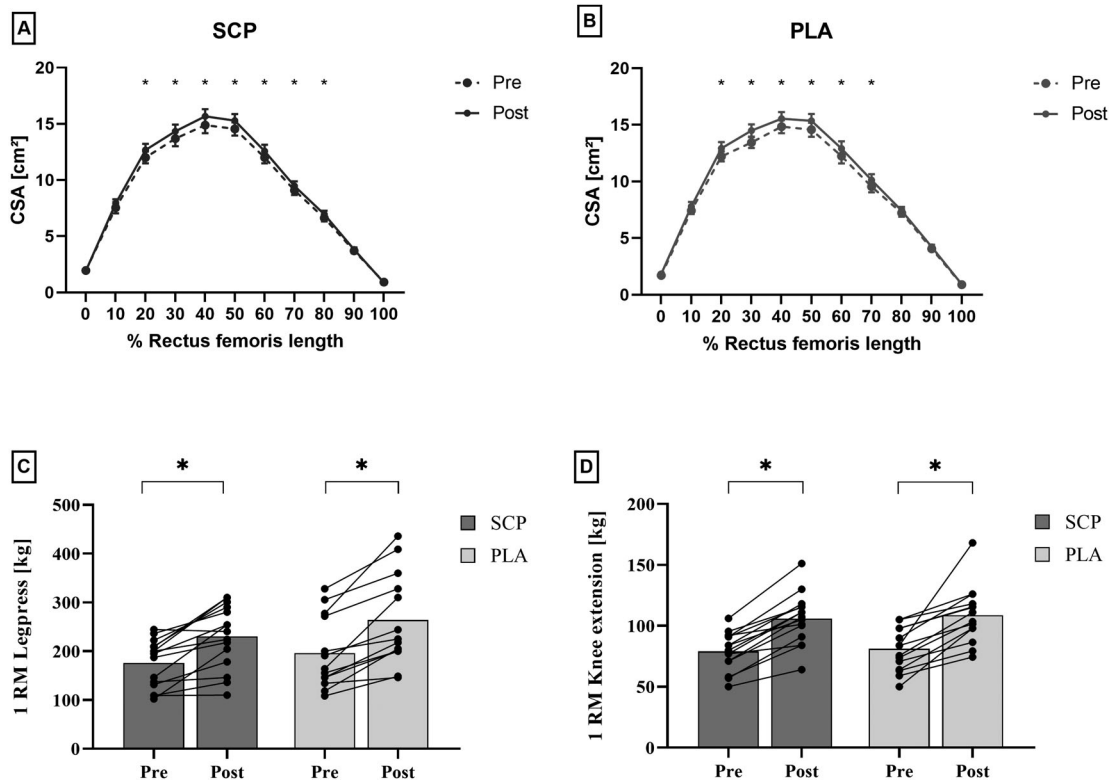 A
SCP
20
15
10
5
0
CSA [cm²]
* * * * * * *
Pre
Post
0 10 20 30 40 50 60 70 80 90 100
% Rectus femoris length
B
PLA
20
15
10
5
0
CSA [cm²]
* * * * * *
Pre
Post
0 10 20 30 40 50 60 70 80 90 100
% Rectus femoris length
C
* *
500
400
300
200
100
0
1 RM Legpress [kg]
SCP
PLA
Pre Post Pre Post
D
* *
200
150
100
50
0
1 RM Knee extension [kg]
SCP
PLA
Pre Post Pre Post